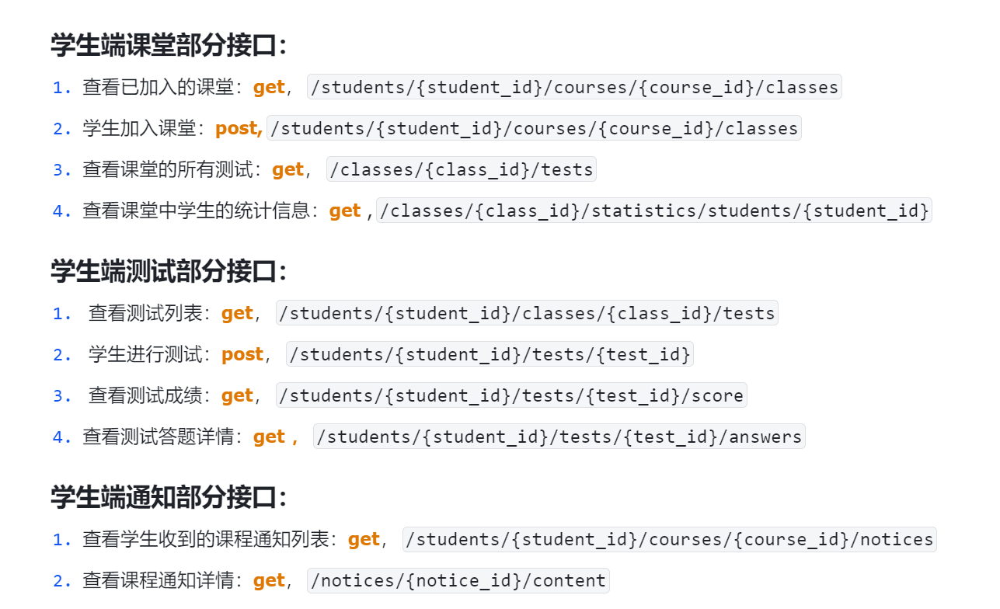 学生端课堂部分接口：
1. 查看已加入的课堂：get， /students/{student_id}/courses/{course_id}/classes
2. 学生加入课堂：post,/students/{student_id}/courses/{course_id}/classes
3. 查看课堂的所有测试：get， /classes/{class_id}/tests
4. 查看课堂中学生的统计信息：get ,/classes/{class_id}/statistics/students/{student_id}
学生端测试部分接口：
1. 查看测试列表：get， /students/{student_id}/classes/{class_id}/tests
2. 学生进行测试：post， /students/{student_id}/tests/{test_id}
3. 查看测试成绩：get， /students/{student_id}/tests/{test_id}/score
4. 查看测试答题详情：get ， /students/{student_id}/tests/{test_id}/answers
学生端通知部分接口：
1. 查看学生收到的课程通知列表：get， /students/{student_id}/courses/{course_id}/notices
2. 查看课程通知详情：get， /notices/{notice_id}/content